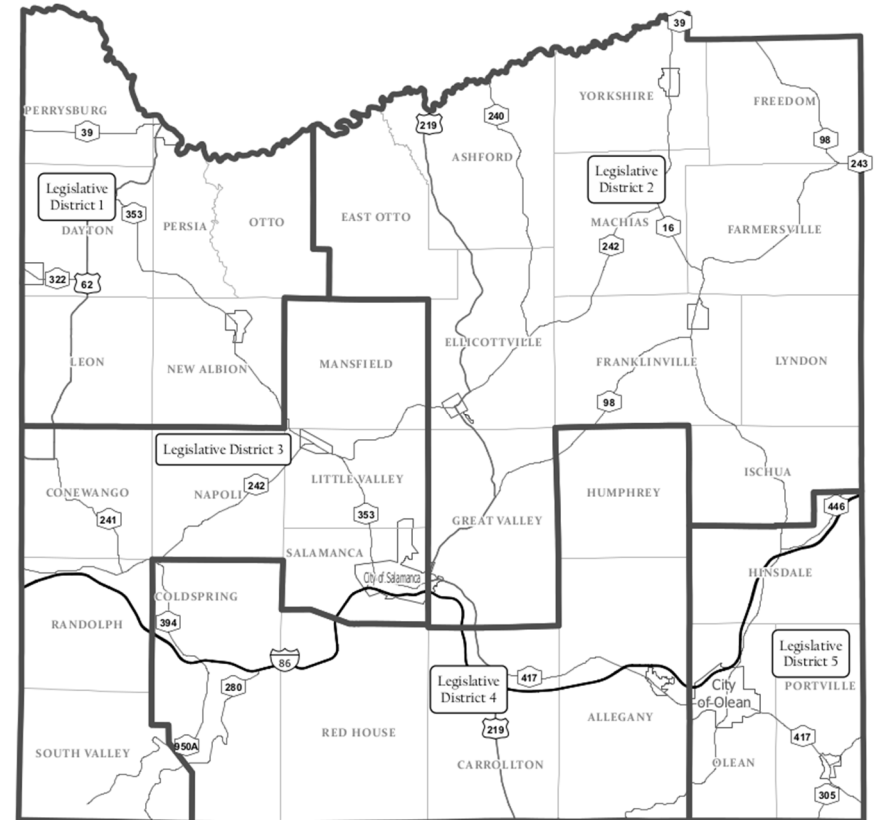 39
YORKSHIRE
FREEDOM
PERRYSBURG
39
219
240
98
ASHFORD
243
Legislative
District 1
353
DAYTON
PERSIA
OTTO
EAST OTTO
Legislative
District 2
MACHIAS
16
242
FARMERSVILLE
322
62
LEON
NEW ALBION
MANSFIELD
ELLICOTTVILLE
FRANKLINVILLE
LYNDON
98
Legislative District 3
CONEWANGO
NAPOLI
242
LITTLE VALLEY
241
353
GREAT VALLEY
HUMPHREY
ISCHUA
446
SALAMANCA
City of Salamanca
HINSDALE
COLDSPRING
RANDOLPH
394
86
280
Legislative
District 4
417
Legislative
District 5
PORTVILLE
City
of Olean
950A
SOUTH VALLEY
RED HOUSE
219
CARROLLTON
ALLEGANY
OLEAN
417
305